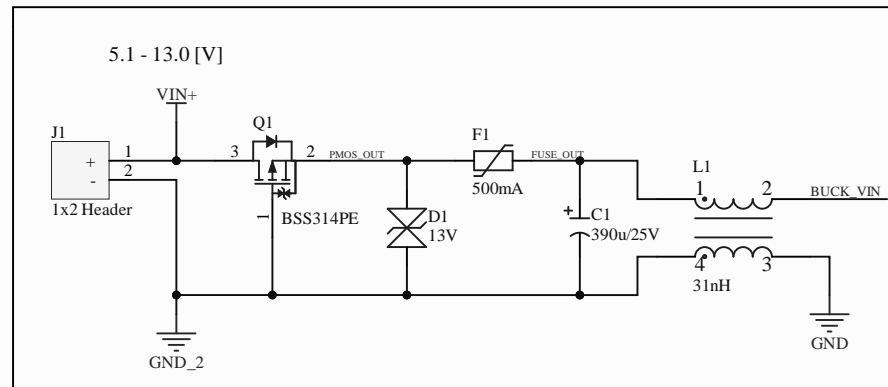 5.1 - 13.0 [V]
VIN+
J1
+
-
1
2
1x2 Header
Q1
3
2
1
BSS314PE
PMOS_OUT
D1
13V
F1
500mA
FUSE_OUT
+
C1
390u/25V
L1
1
2
4
3
31nH
BUCK_VIN
GND_2
GND